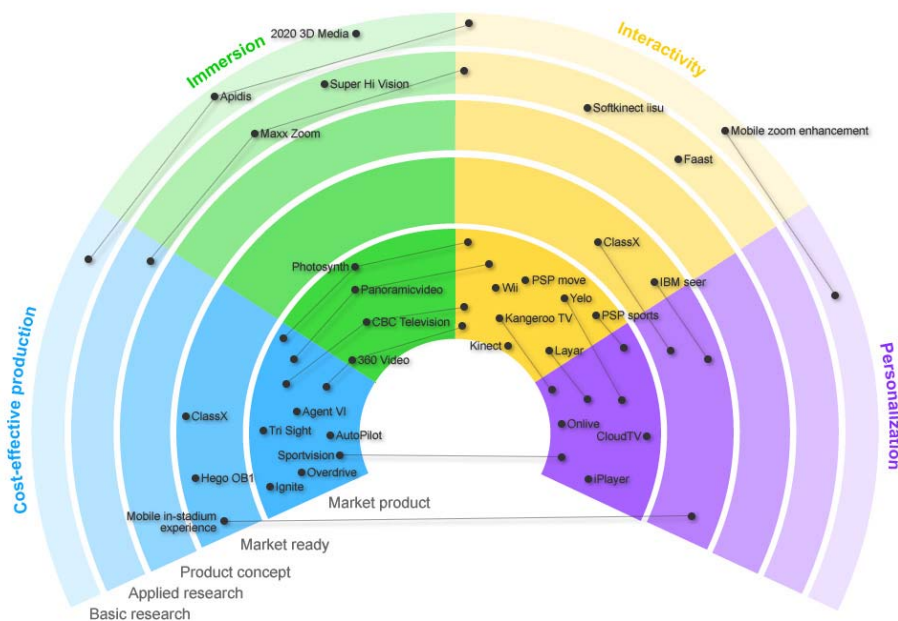 Immersion
Interactivity
Cost-effective production
Personalization
2020 3D Media
Apidis
Super Hi Vision
Maxx Zoom
Softkinect iisu
Mobile zoom enhancement
Faast
ClassX
IBM seer
Photosynth
Panoramicvideo
CBC Television
360 Video
PSP move
Wii
Yelo
Kangeroo TV
PSP sports
Kinect
Layar
ClassX
Agent VI
Tri Sight
AutoPilot
Sportvision
Overdrive
Hego OB1
Ignite
Mobile in-stadium
experience
Onlive
CloudTV
iPlayer
Market product
Market ready
Product concept
Applied research
Basic research